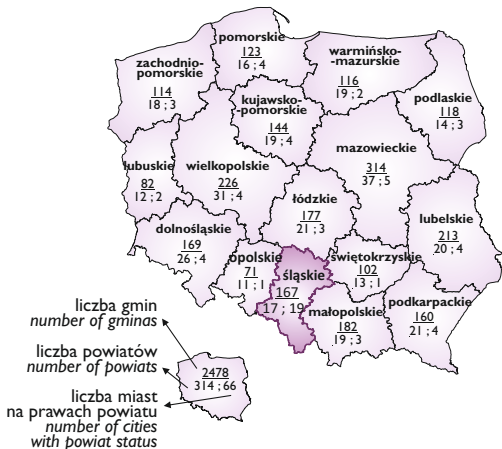 pomorskie
123
16 ; 4
warmińsko-
-mazurskie
116
19 ; 2
zachodnio-
pomorskie
114
18 ; 3
podlaskie
118
14 ; 3
kujawsko-
-pomorskie
144
19 ; 4
mazowieckie
314
37 ; 5
lubuskie
82
12 ; 2
wielkopolskie
226
31 ; 4
łódzkie
177
21 ; 3
lubelskie
213
20 ; 4
dolnośląskie
169
26 ; 4
opolskie
71
11 ; 1
śląskie
167
17 ; 19
świętokrzyskie
102
13 ; 1
małopolskie
182
19 ; 3
podkarpackie
160
21 ; 4
liczba gmin
number of gminas
liczba powiatów
number of powiats
liczba miast
na prawach powiatu
number of cities
with powiat status
2478
314 ; 66